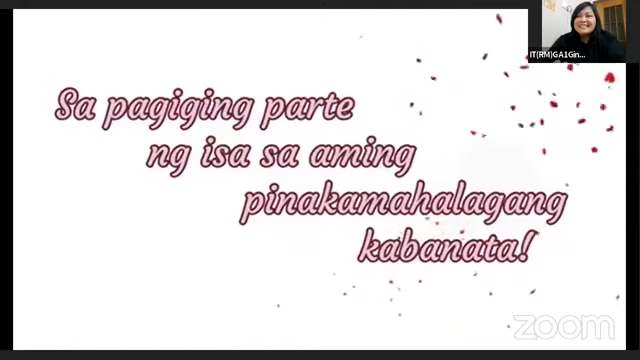 IT(RM)GA1Gin...
Sa pagiging parte
ng isa sa aming
pinakamahalagang
kabanata!
zoom